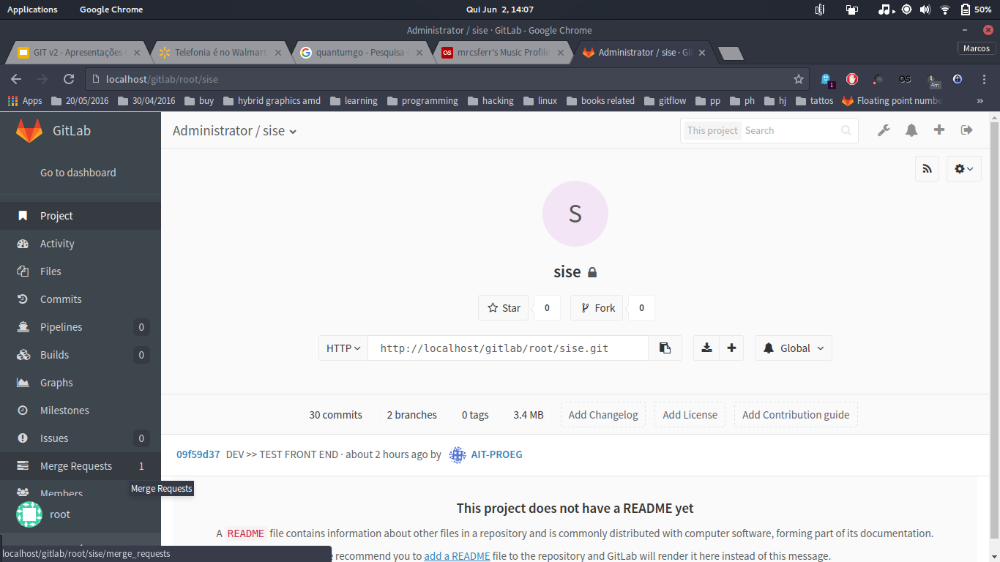 Applications Google Chrome Qui Jun 2, 14:07 50%
Administrator / sise · GitLab - Google Chrome
GIT v2 - Apresentações Telefonia é no Walmart. quantumgo - Pesquisa mrcsferr's Music Profile Administrator / sise · Git Marcos
localhost/gitlab/root/sise 1 4m
Apps 20/05/2016 30/04/2016 buy hybrid graphics amd learning programming hacking linux books related gitflow pp ph hj tattos Floating point numbe »
GitLab
Administrator / sise
This project Search
Go to dashboard
Project
Activity
Files
Commits
Pipelines 0
Builds 0
Graphs
Milestones
Issues 0
Merge Requests 1
Members
Merge Requests
root
localhost/gitlab/root/sise/merge_requests
S
sise
Star 0 Fork 0
HTTP http://localhost/gitlab/root/sise.git Global
30 commits 2 branches 0 tags 3.4 MB Add Changelog Add License Add Contribution guide
09f59d37 DEV >> TEST FRONT END · about 2 hours ago by AIT-PROEG
This project does not have a README yet
A README file contains information about other files in a repository and is commonly distributed with computer software, forming part of its documentation.
recommend you to add a README file to the repository and GitLab will render it here instead of this message.